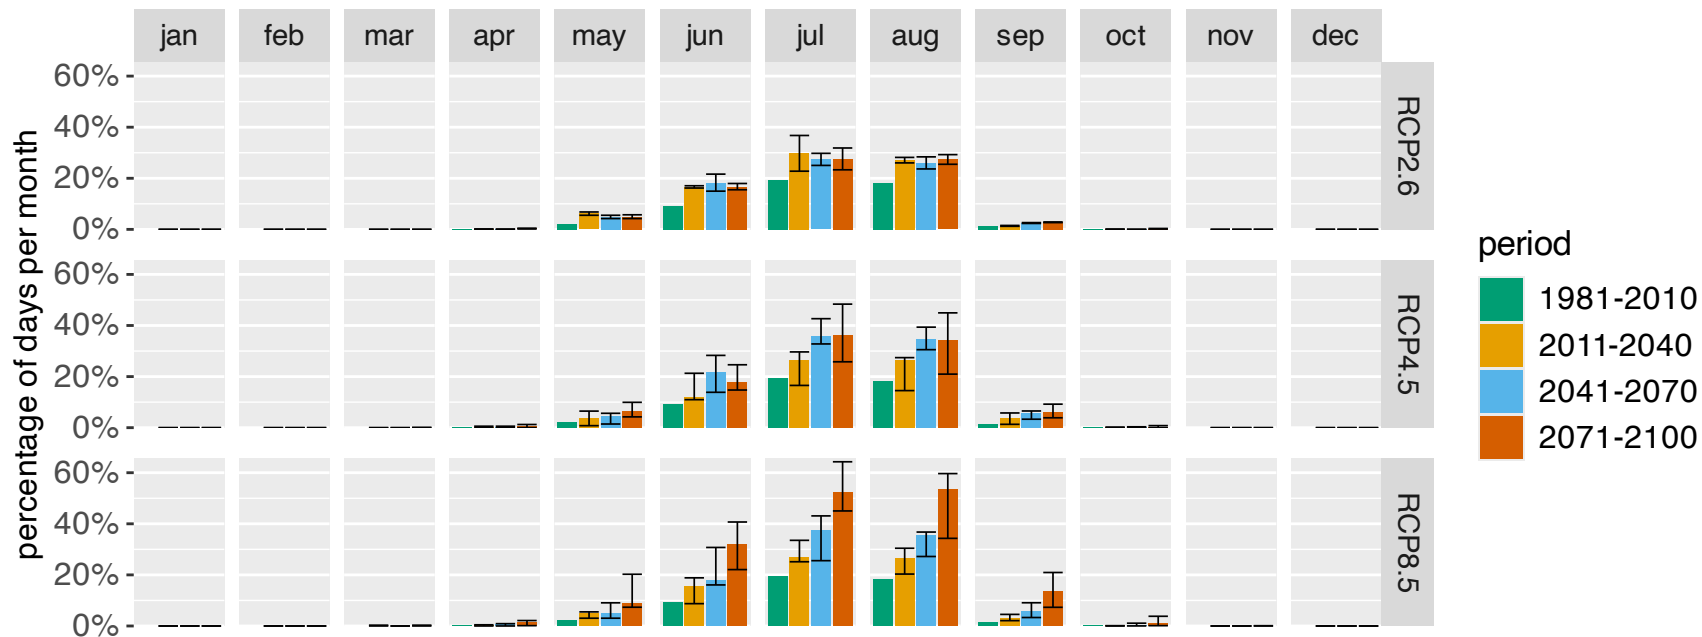 jan feb mar apr may jun jul aug sep oct nov dec
percentage of days per month
60%
40%
20%
0%
RCP2.6
60%
40%
20%
0%
RCP4.5
60%
40%
20%
0%
RCP8.5
period
1981-2010
2011-2040
2041-2070
2071-2100